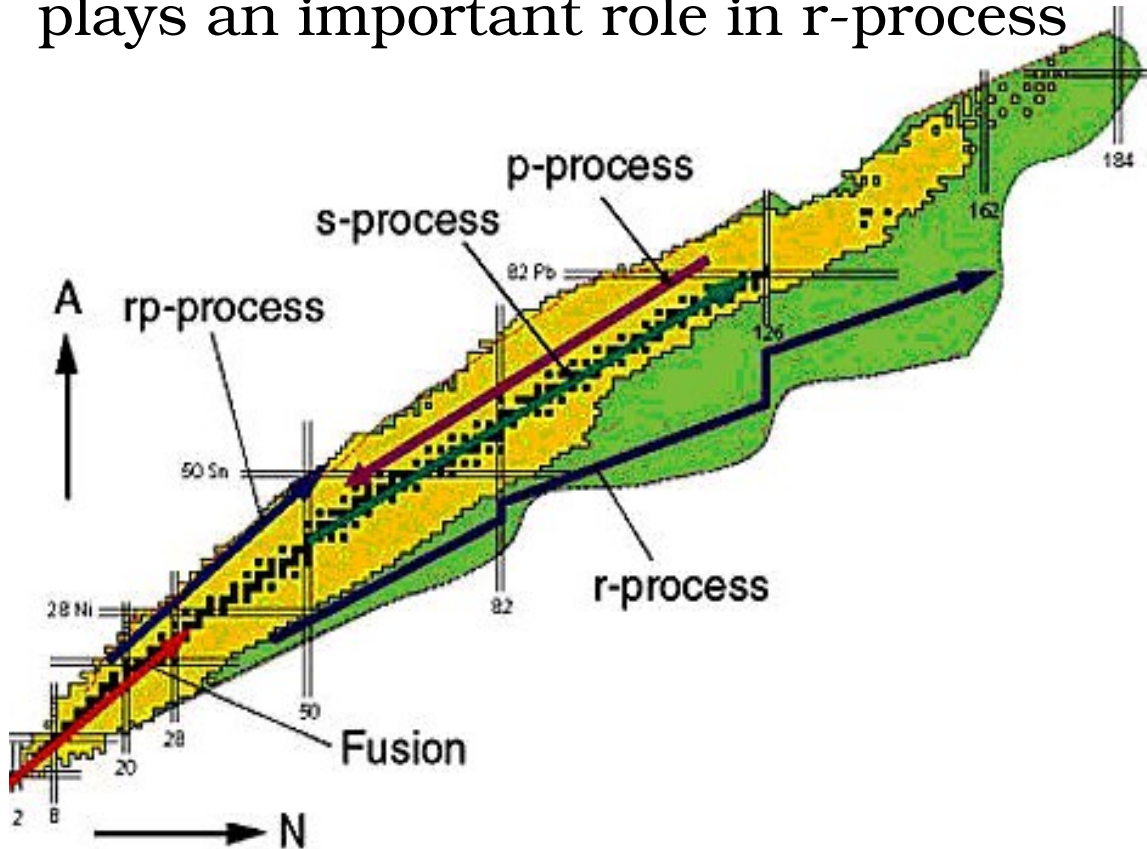 plays an important role in r-process
184
p-process
162
s-process
82 Pb
A
rp-process
126
50 Sn
r-process
82
28 Ni
50
Fusion
28
20
2
8
N